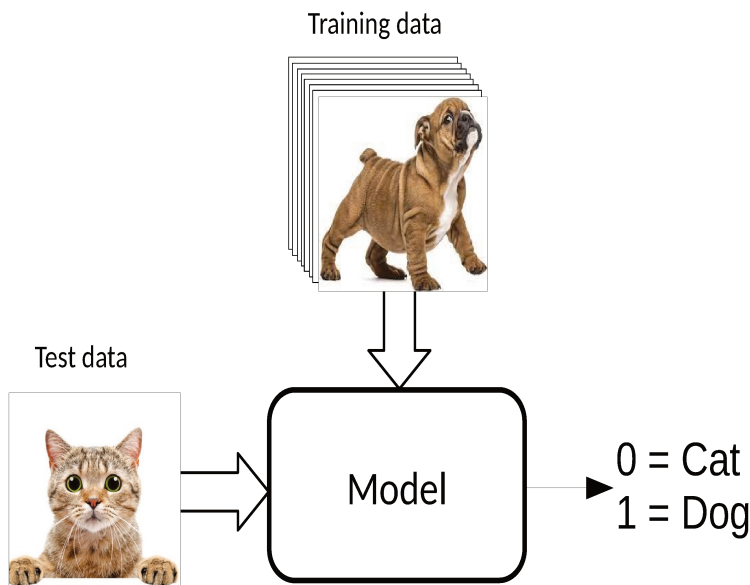 Training data
Test data
Model
0 = Cat
1 = Dog